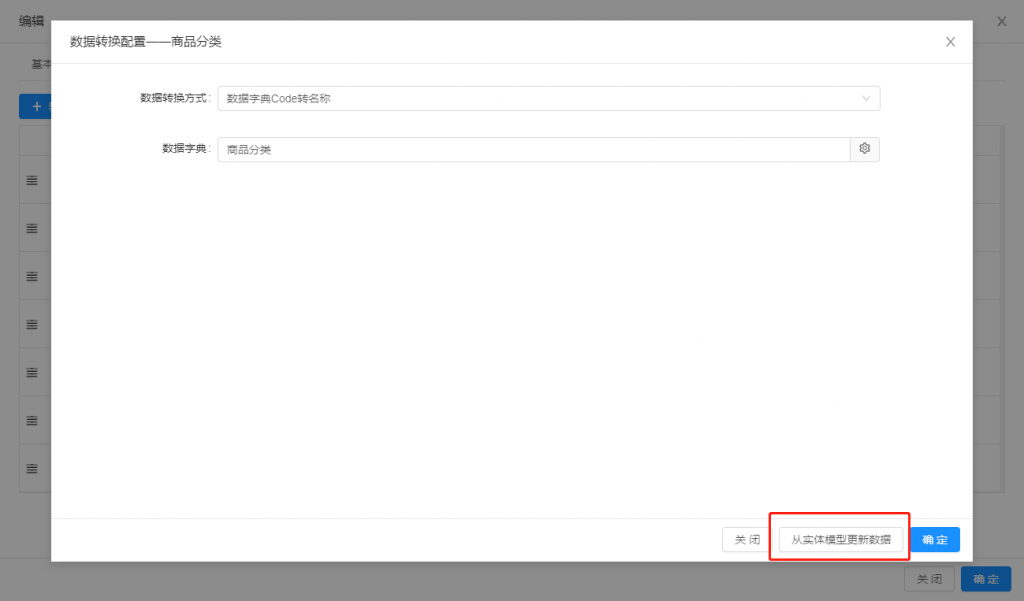 编辑
数据转换配置——商品分类
基本
数据转换方式:
数据字典Code转名称
数据字典:
商品分类
关 闭
从实体模型更新数据
确 定
关 闭
确 定